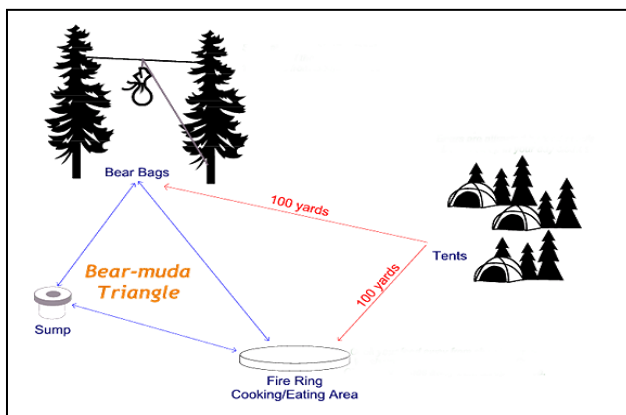 Bear Bags
100 yards
Tents
100 yards
Bear-muda
Triangle
Sump
Fire Ring
Cooking/Eating Area